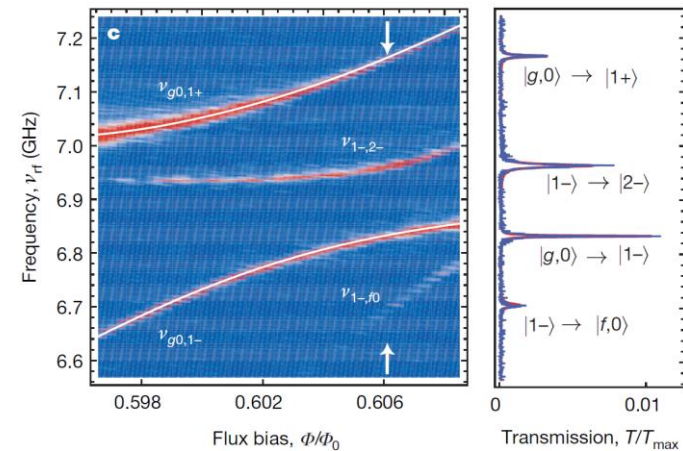 c
7.2
7.1
7.0
6.9
6.8
6.7
6.6
Frequency, ν_rf (GHz)
ν_g0,1+
ν_1−,2−
ν_1−,f0
ν_g0,1−
0.598
0.602
0.606
Flux bias, Φ/Φ₀
|g,0⟩ → |1+⟩
|1−⟩ → |2−⟩
|g,0⟩ → |1−⟩
|1−⟩ → |f,0⟩
0
0.01
Transmission, T/T_max